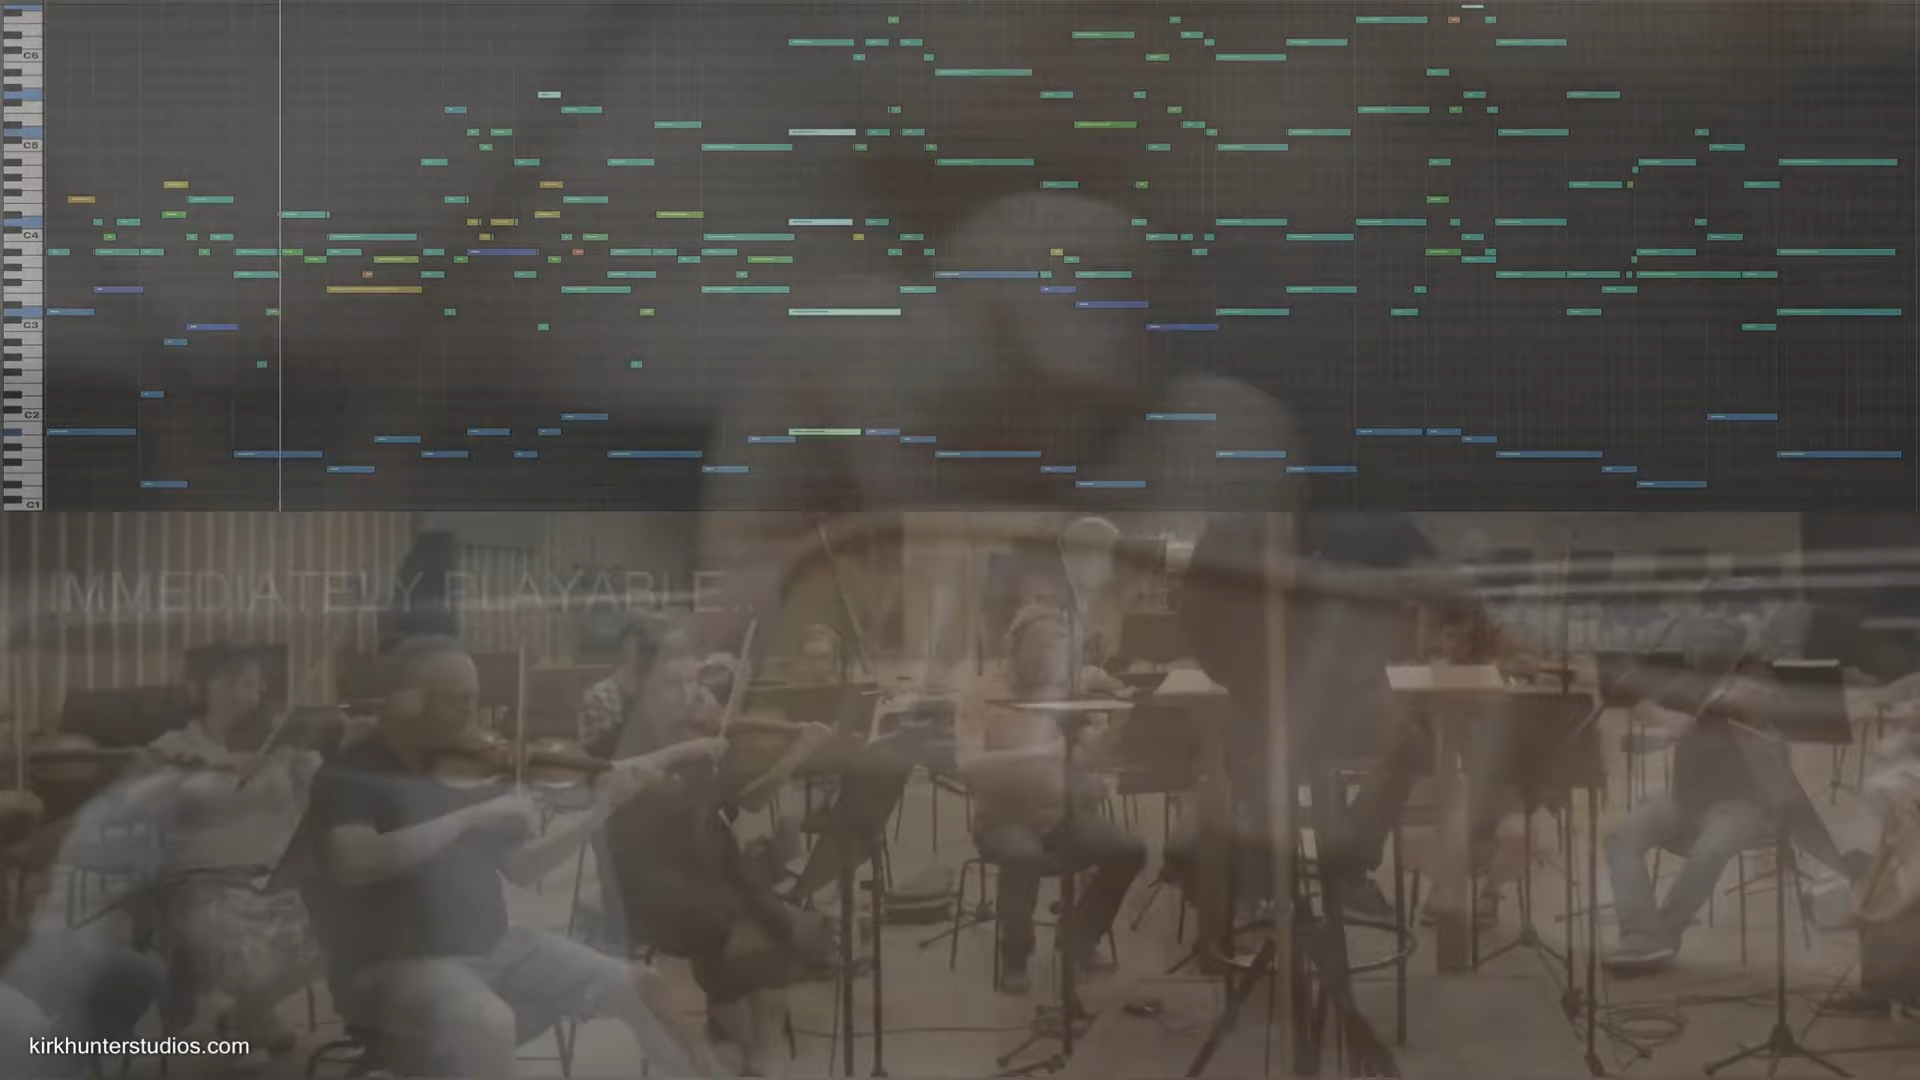 C6
C5
C4
C3
C2
C1
IMMEDIATELY PLAYABLE...
kirkhunterstudios.com